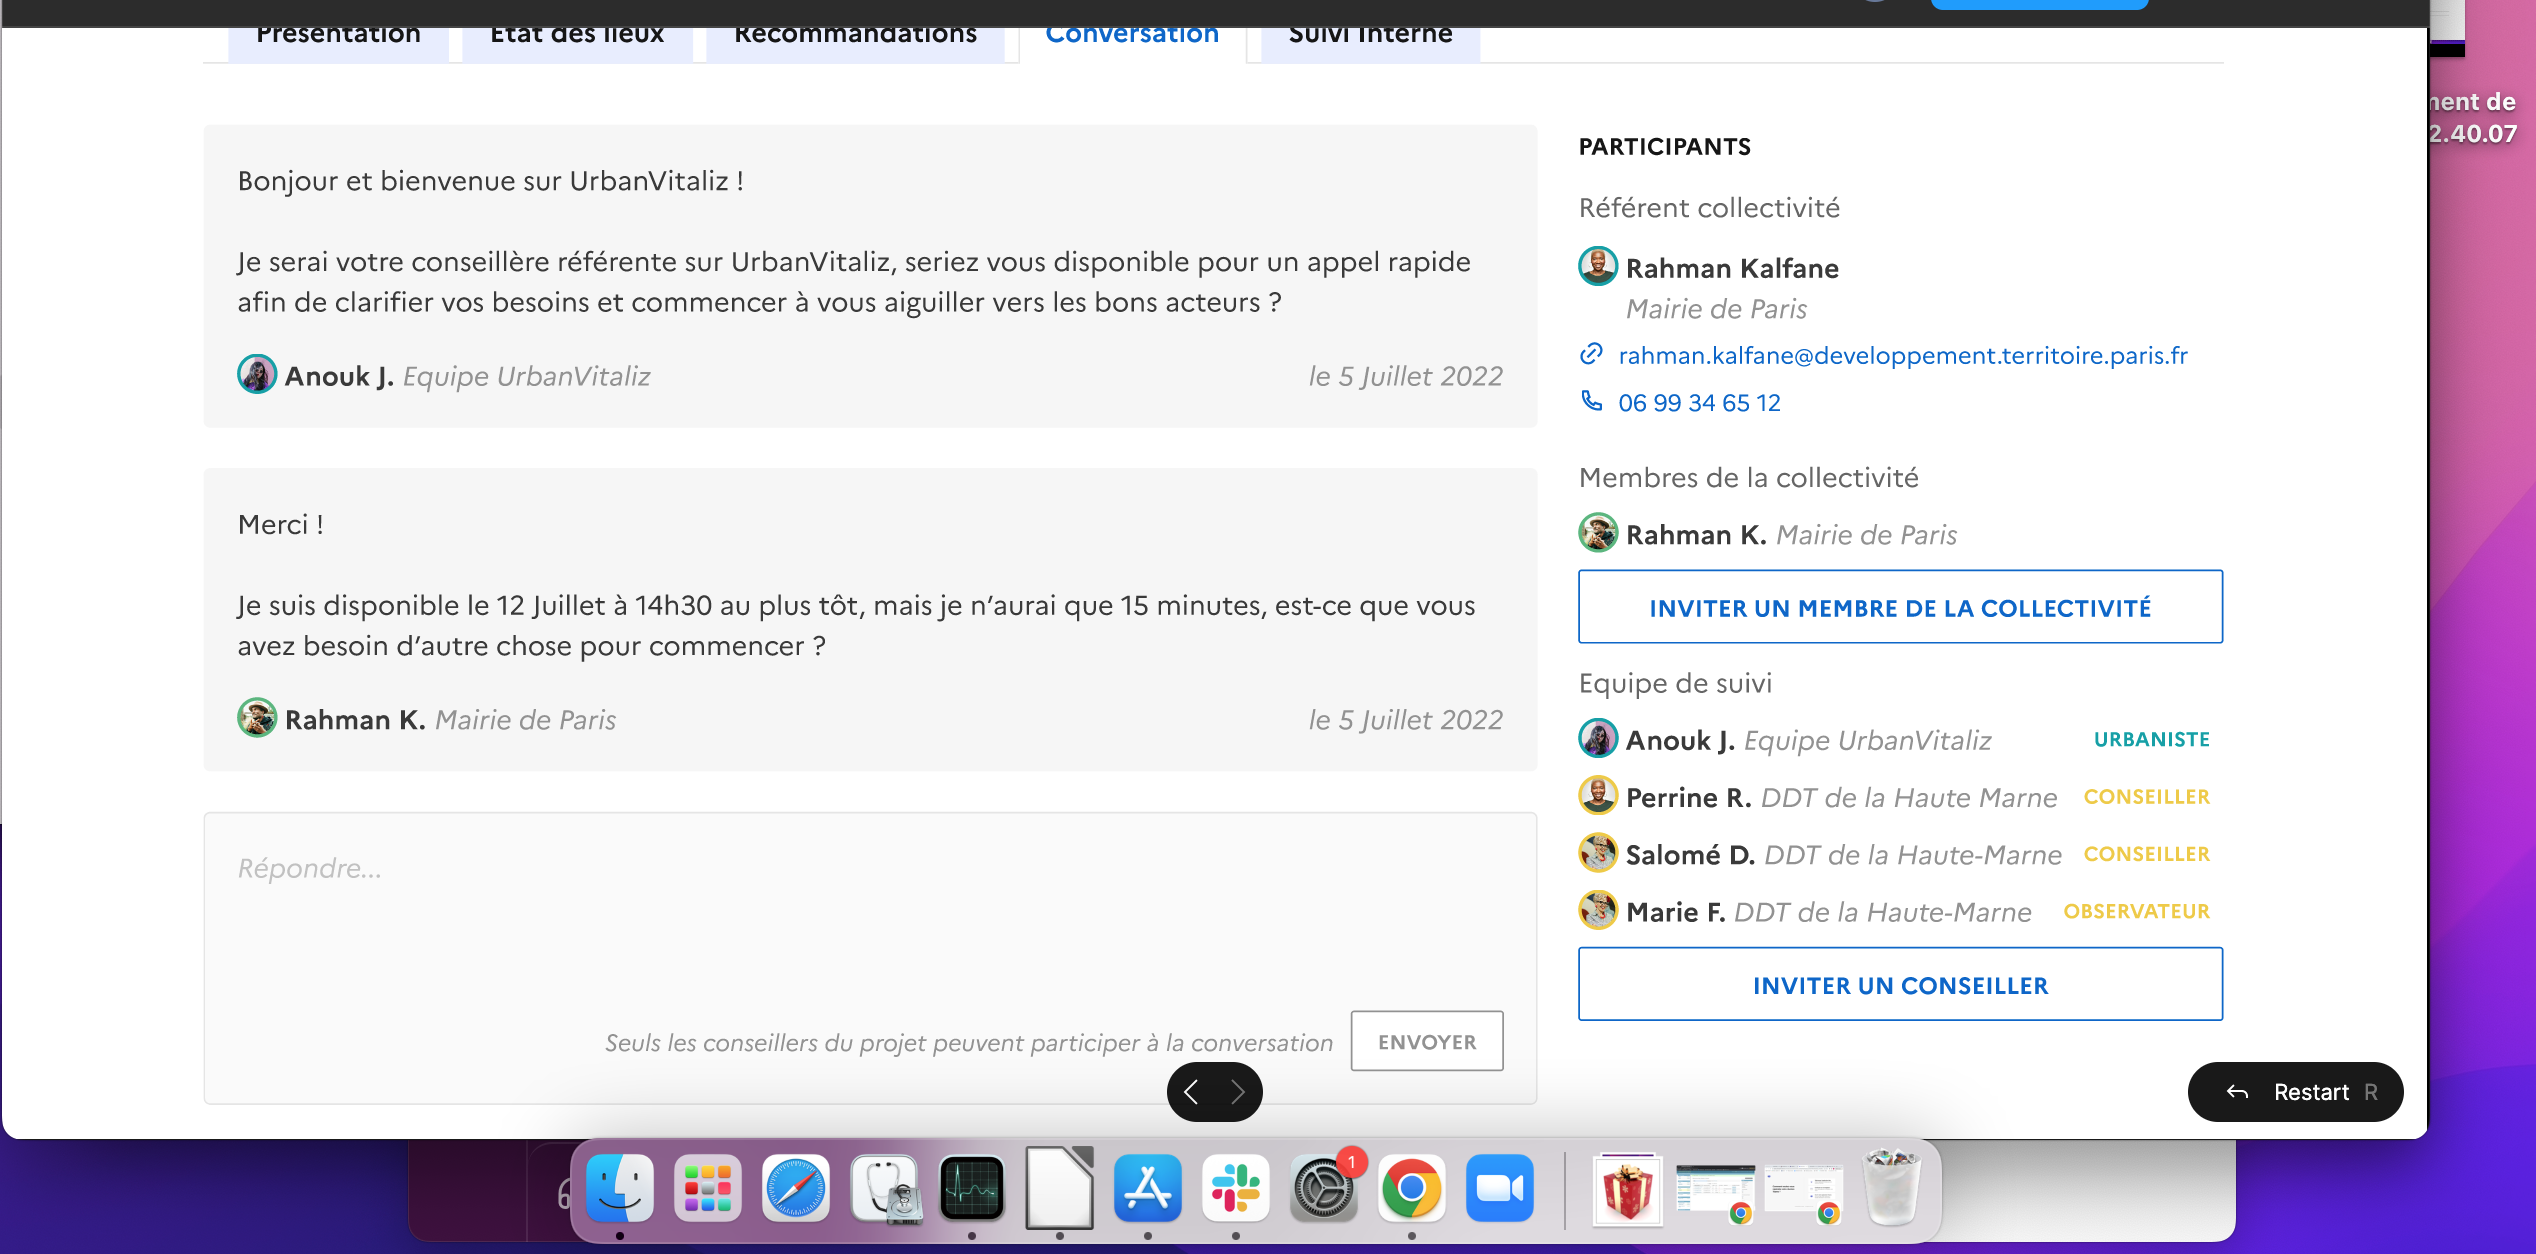 Présentation
Etat des lieux
Recommandations
Conversation
Suivi Interne
Bonjour et bienvenue sur UrbanVitaliz !
Je serai votre conseillère référente sur UrbanVitaliz, seriez vous disponible pour un appel rapide
afin de clarifier vos besoins et commencer à vous aiguiller vers les bons acteurs ?
Anouk J. Equipe UrbanVitaliz
le 5 Juillet 2022
Merci !
Je suis disponible le 12 Juillet à 14h30 au plus tôt, mais je n’aurai que 15 minutes, est-ce que vous
avez besoin d’autre chose pour commencer ?
Rahman K. Mairie de Paris
le 5 Juillet 2022
Répondre...
Seuls les conseillers du projet peuvent participer à la conversation
ENVOYER
PARTICIPANTS
Référent collectivité
Rahman Kalfane
Mairie de Paris
rahman.kalfane@developpement.territoire.paris.fr
06 99 34 65 12
Membres de la collectivité
Rahman K. Mairie de Paris
INVITER UN MEMBRE DE LA COLLECTIVITÉ
Equipe de suivi
Anouk J. Equipe UrbanVitaliz URBANISTE
Perrine R. DDT de la Haute Marne CONSEILLER
Salomé D. DDT de la Haute-Marne CONSEILLER
Marie F. DDT de la Haute-Marne OBSERVATEUR
INVITER UN CONSEILLER
Restart R
de
2.40.07
6
1